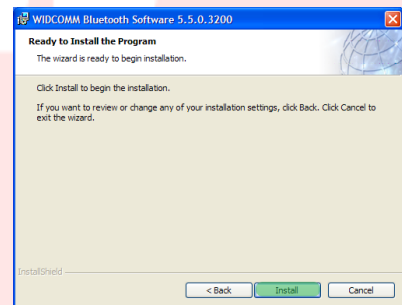 WIDCOMM Bluetooth Software 5.5.0.3200
Ready to Install the Program
The wizard is ready to begin installation.
Click Install to begin the installation.
If you want to review or change any of your installation settings, click Back. Click Cancel to
exit the wizard.
InstallShield
< Back Install Cancel